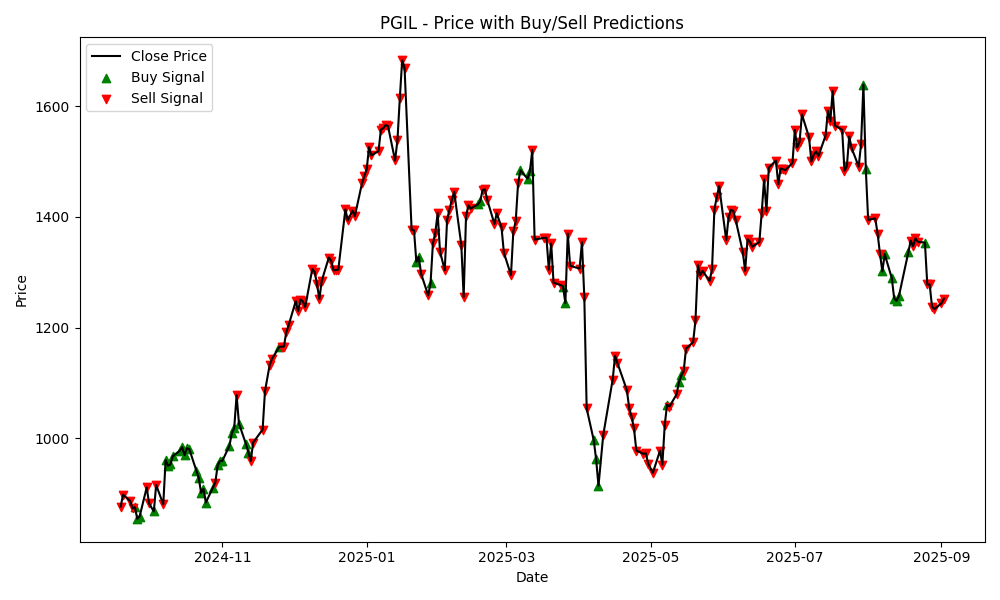 PGIL - Price with Buy/Sell Predictions
Close Price
Buy Signal
Sell Signal
Price
1600
1400
1200
1000
2024-11
2025-01
2025-03
2025-05
2025-07
2025-09
Date